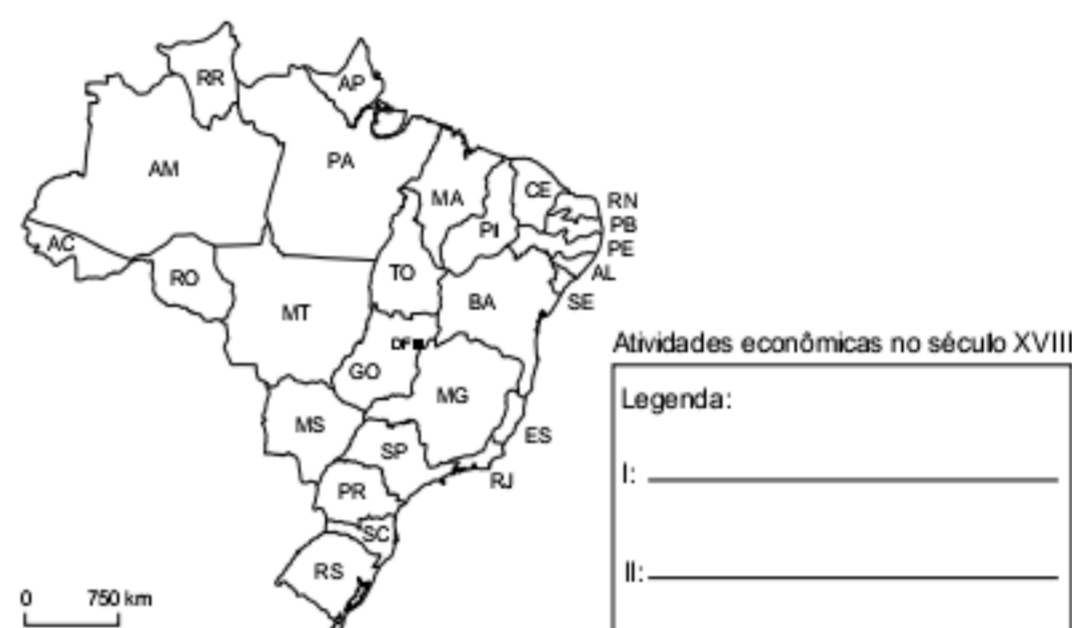 RR
AP
AM
PA
MA
CE
RN
PB
PE
AL
SE
PI
AC
RO
TO
BA
MT
DF
GO
MG
MS
ES
SP
RJ
PR
SC
RS
0 750 km
Atividades econômicas no século XVIII
Legenda:
I:
II: